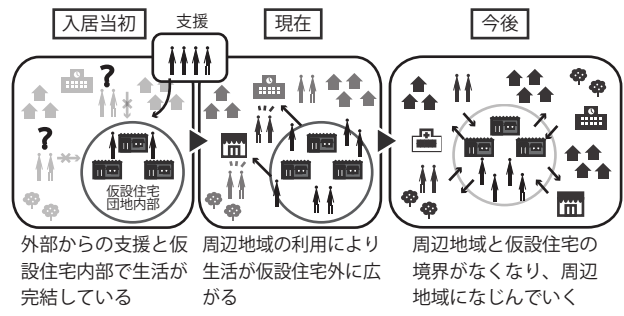 入居当初
支援
現在
今後
?
?
仮設住宅
団地内部
外部からの支援と仮
設住宅内部で生活が
完結している
周辺地域の利用により
生活が仮設住宅外に広
がる
周辺地域と仮設住宅の
境界がなくなり、周辺
地域になじんでいく